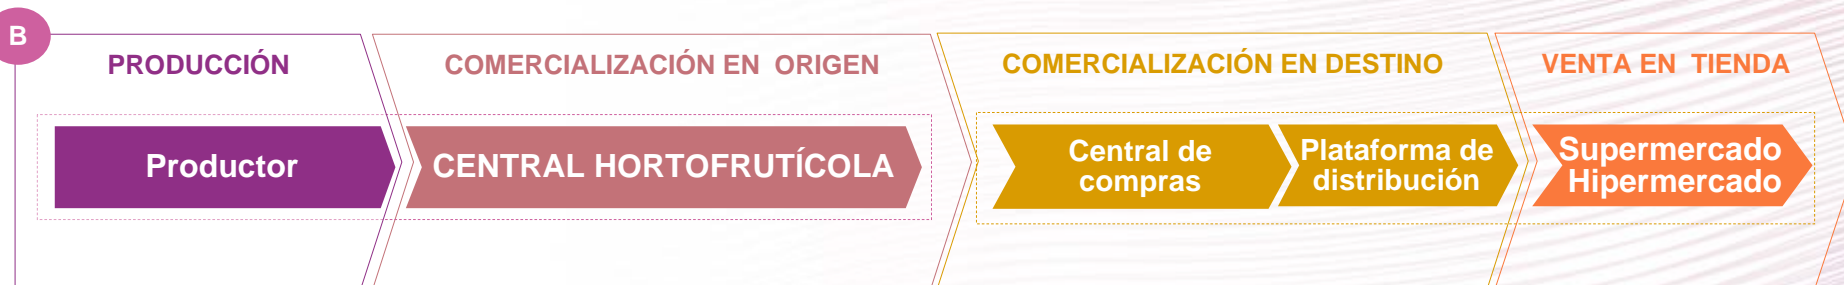 B
PRODUCCIÓN
COMERCIALIZACIÓN EN ORIGEN
COMERCIALIZACIÓN EN DESTINO
VENTA EN TIENDA
Productor
CENTRAL HORTOFRUTÍCOLA
Central de
compras
Plataforma de
distribución
Supermercado
Hipermercado